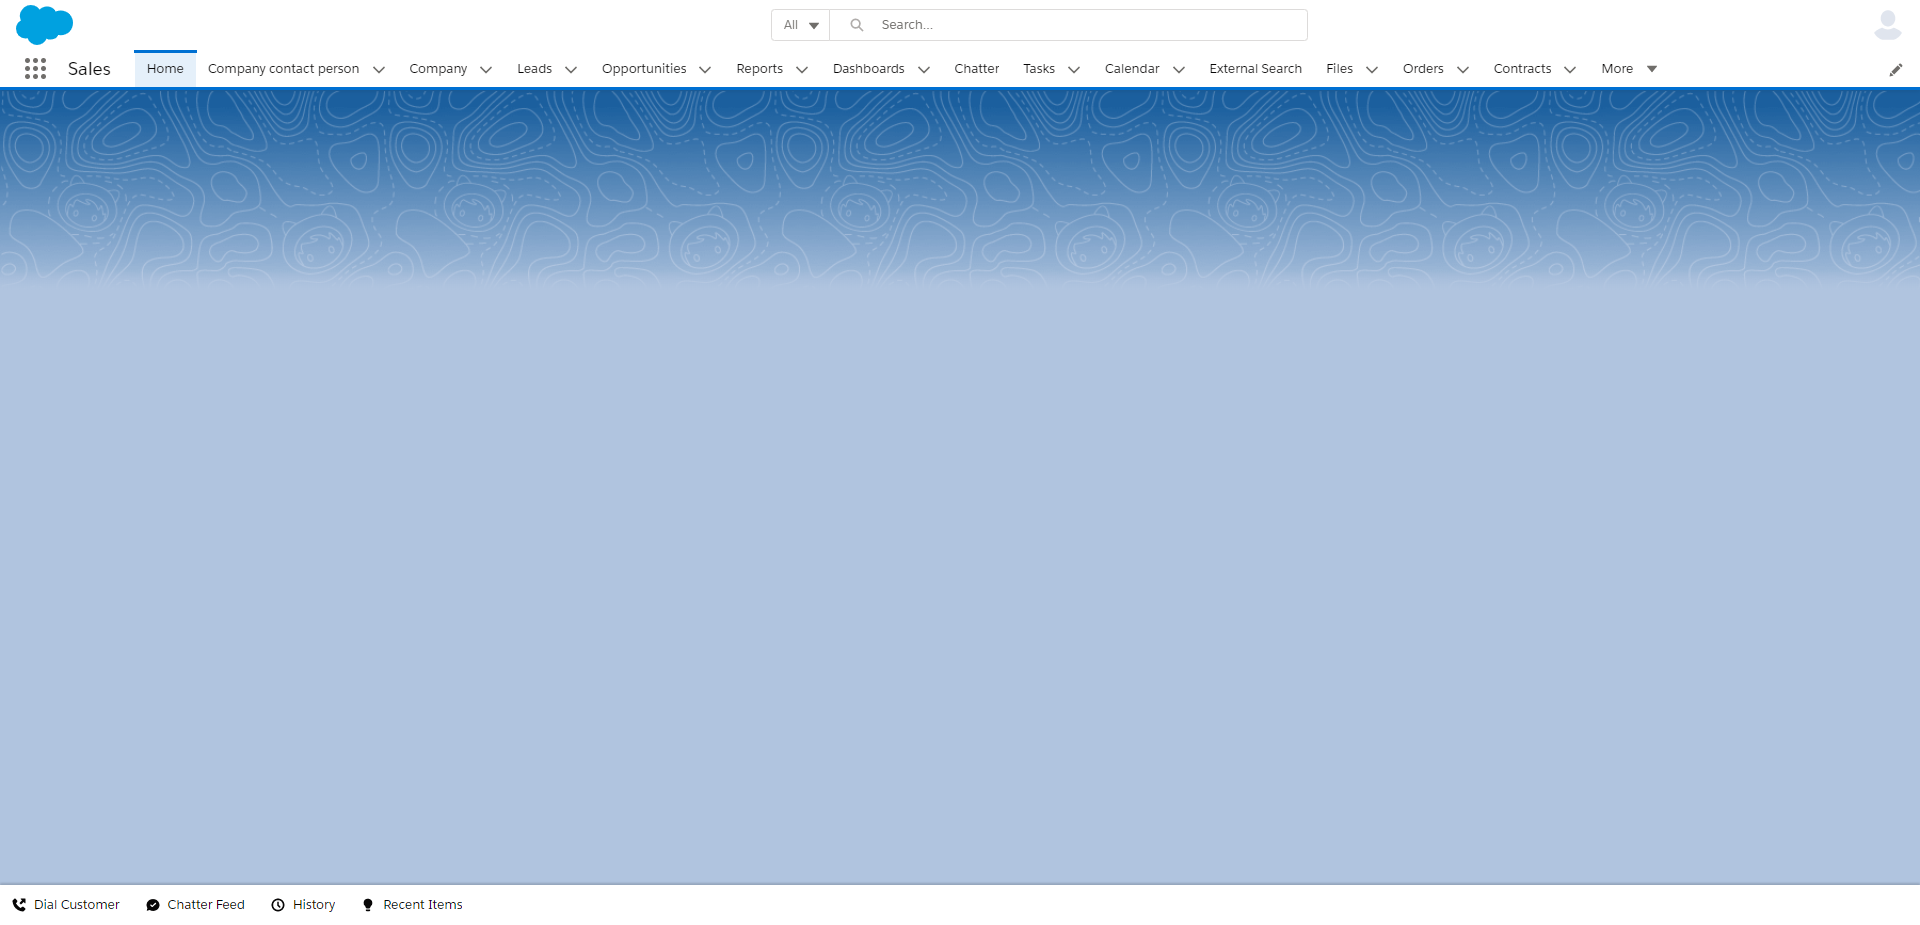 All Search...
Sales Home Company contact person Company Leads Opportunities Reports Dashboards Chatter Tasks Calendar External Search Files Orders Contracts More
Dial Customer Chatter Feed History Recent Items